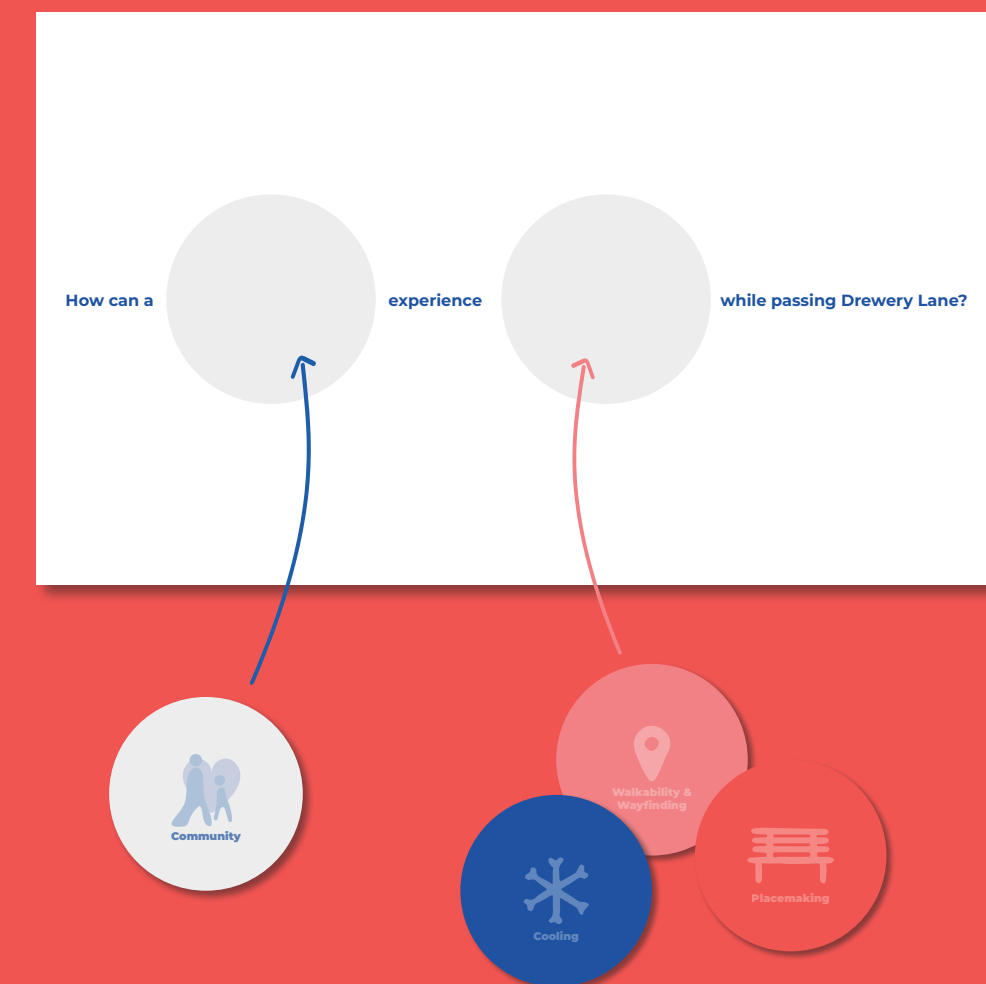 How can a experience while passing Drewery Lane?
Walkability &
Wayfinding
Community
Placemaking
Cooling